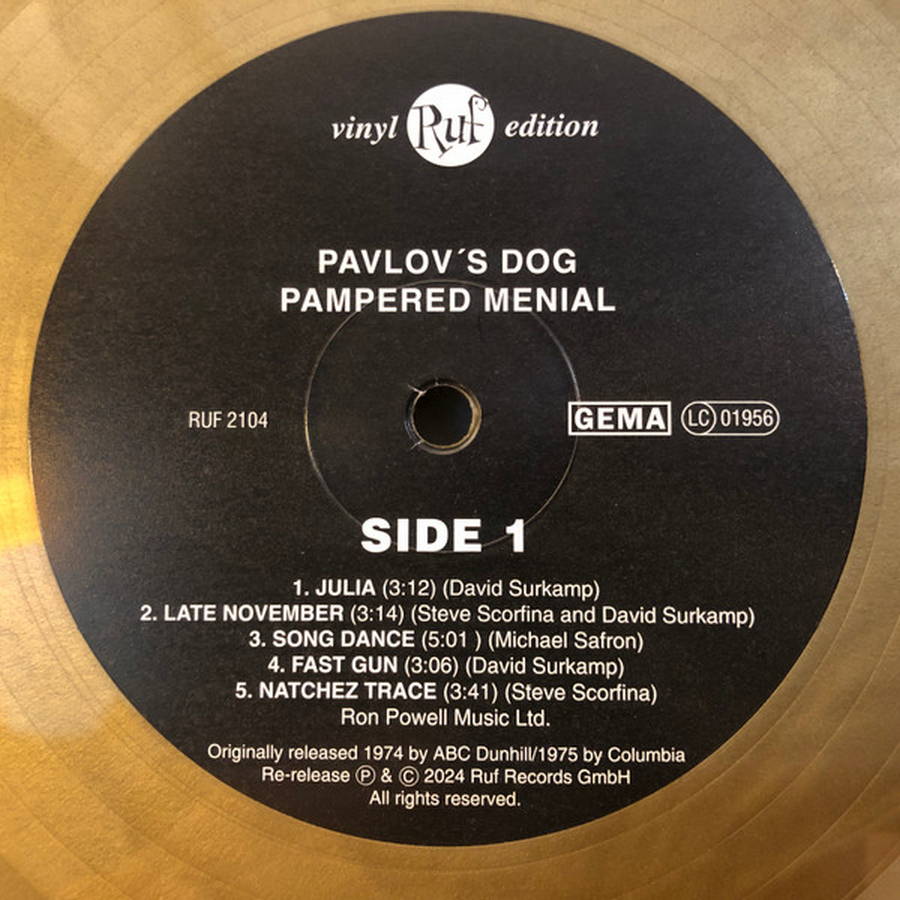 vinyl Ruf edition
PAVLOV´S DOG
PAMPERED MENIAL
RUF 2104 GEMA LC 01956
SIDE 1
1. JULIA (3:12) (David Surkamp)
2. LATE NOVEMBER (3:14) (Steve Scorfina and David Surkamp)
3. SONG DANCE (5:01 ) (Michael Safron)
4. FAST GUN (3:06) (David Surkamp)
5. NATCHEZ TRACE (3:41) (Steve Scorfina)
Ron Powell Music Ltd.
Originally released 1974 by ABC Dunhill/1975 by Columbia
Re-release Ⓟ & © 2024 Ruf Records GmbH
All rights reserved.